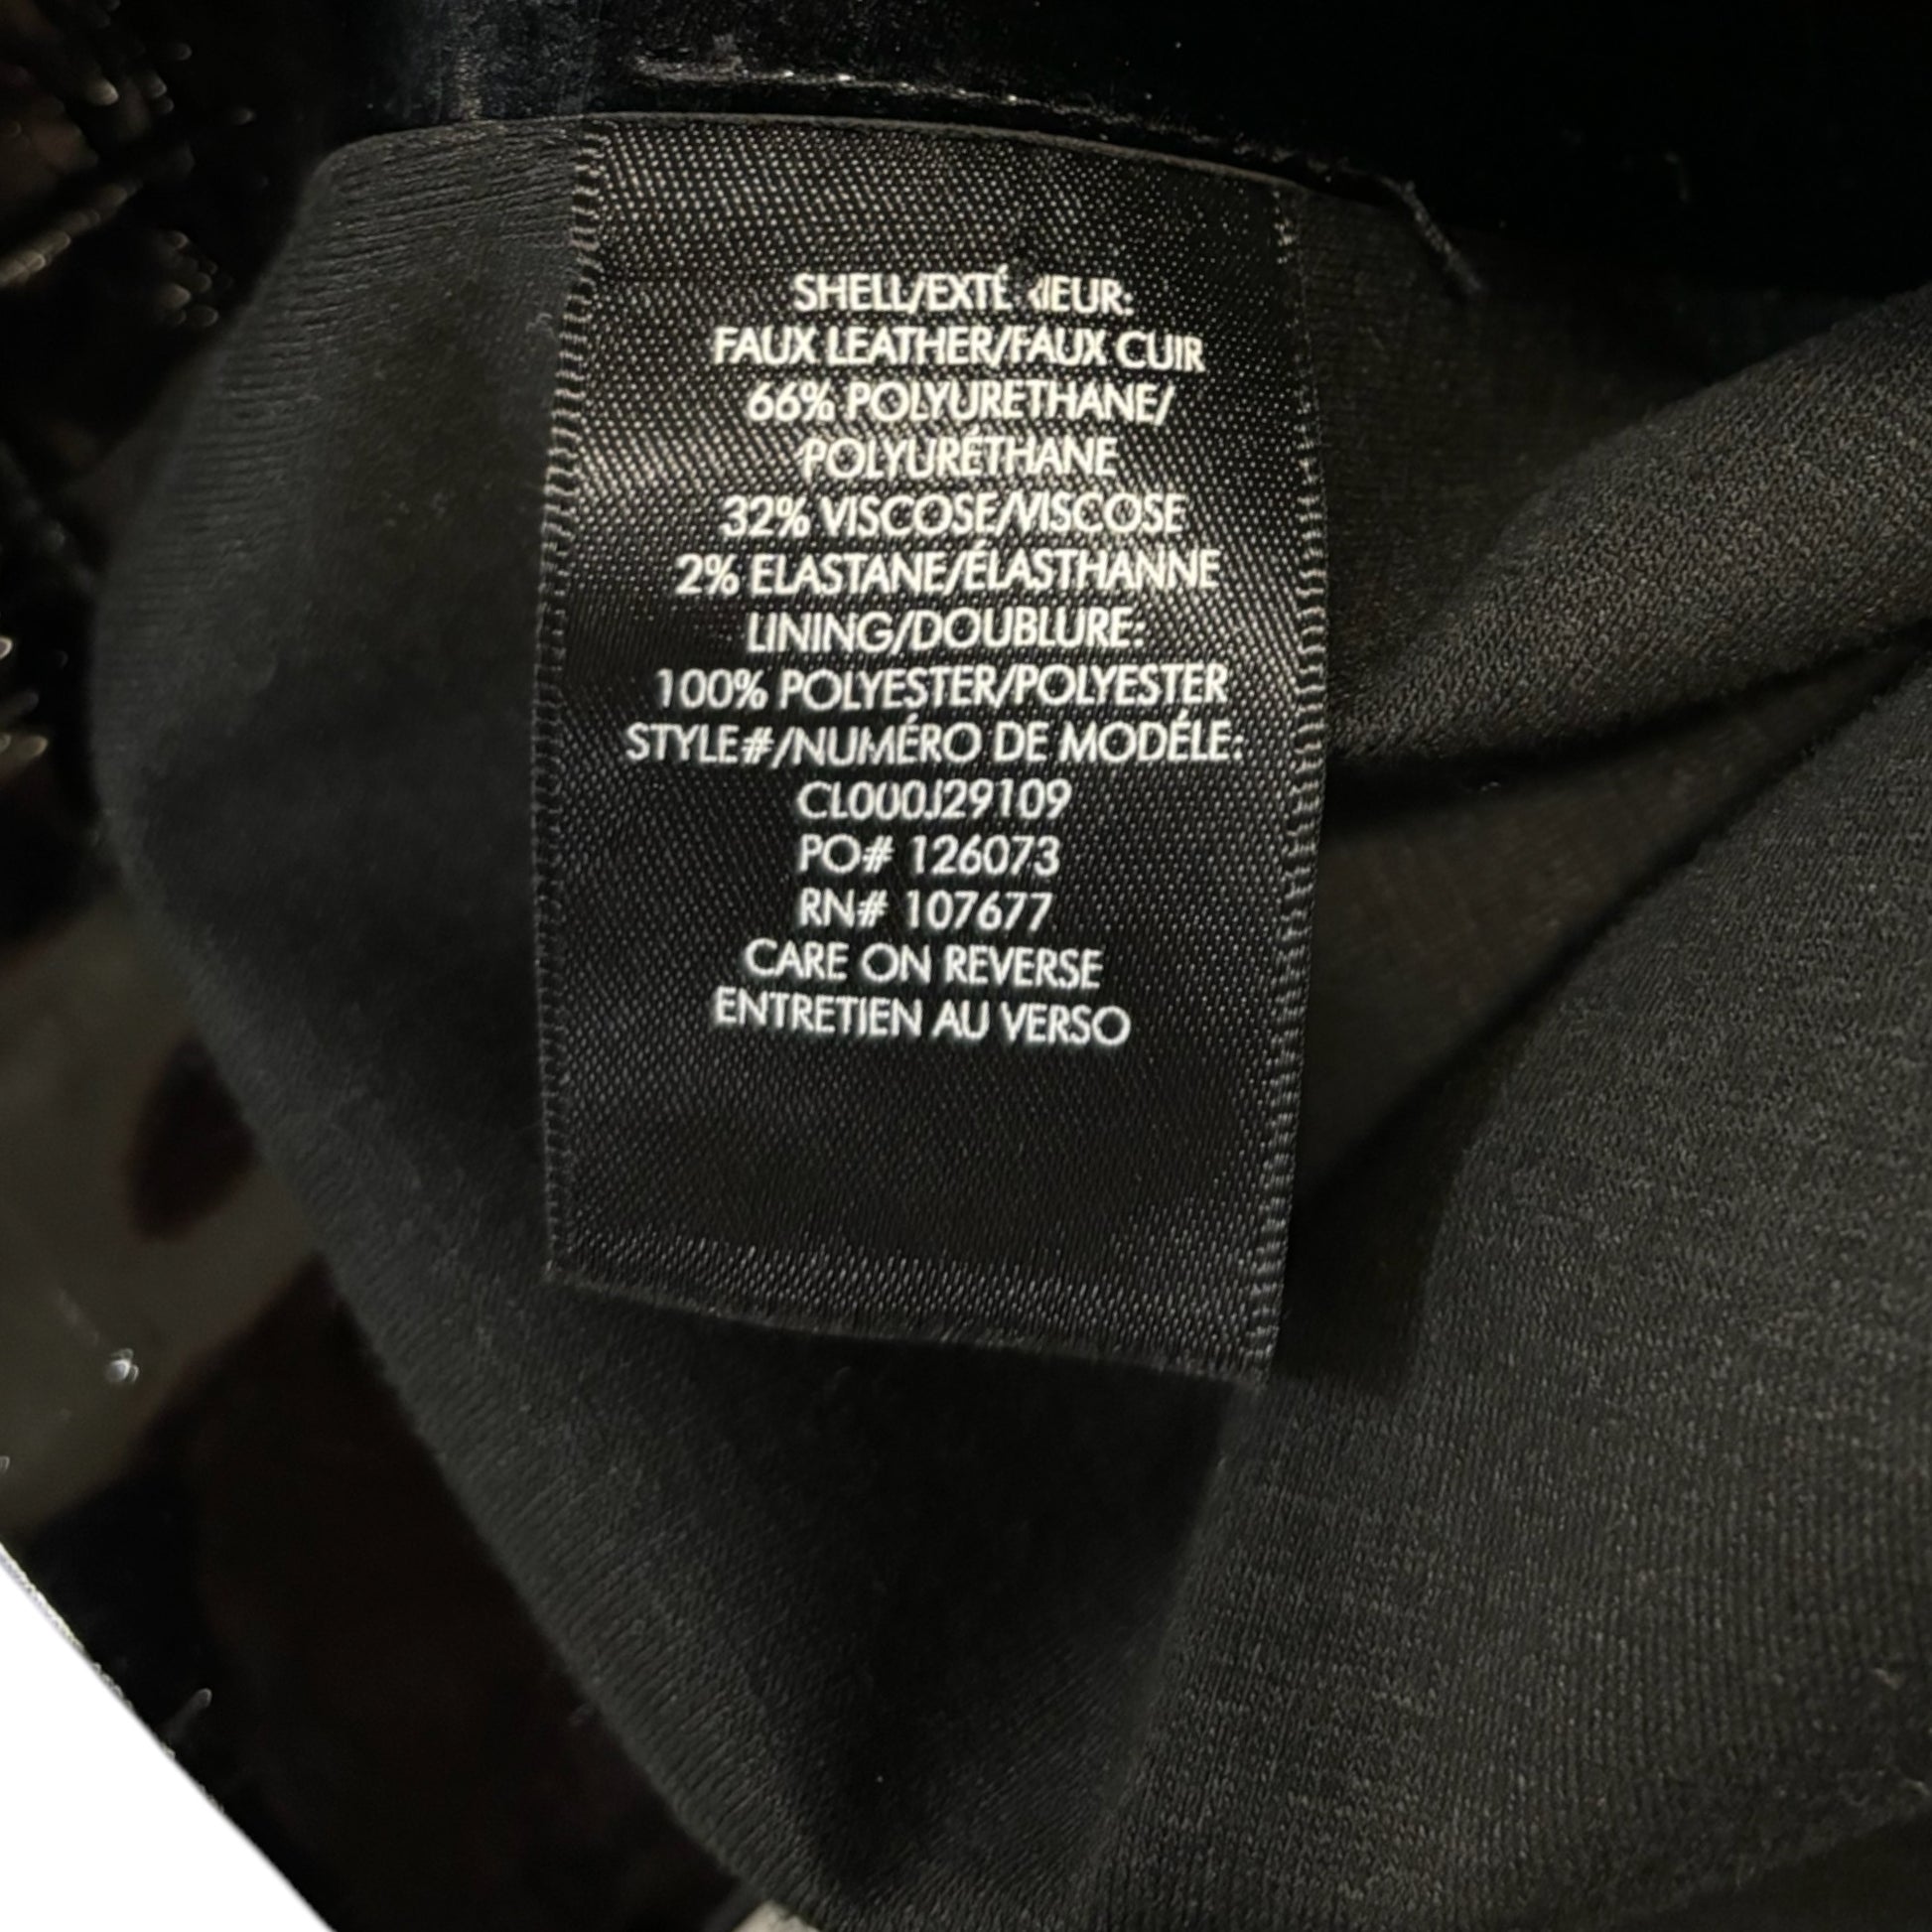 SHELL/EXTÉ IEUR:
FAUX LEATHER/FAUX CUIR
66% POLYURETHANE/
POLYURÉTHANE
32% VISCOSE/VISCOSE
2% ELASTANE/ÉLASTHANNE
LINING/DOUBLURE:
100% POLYESTER/POLYESTER
STYLE#/NUMÉRO DE MODÉLE:
CL000J29109
PO# 126073
RN# 107677
CARE ON REVERSE
ENTRETIEN AU VERSO